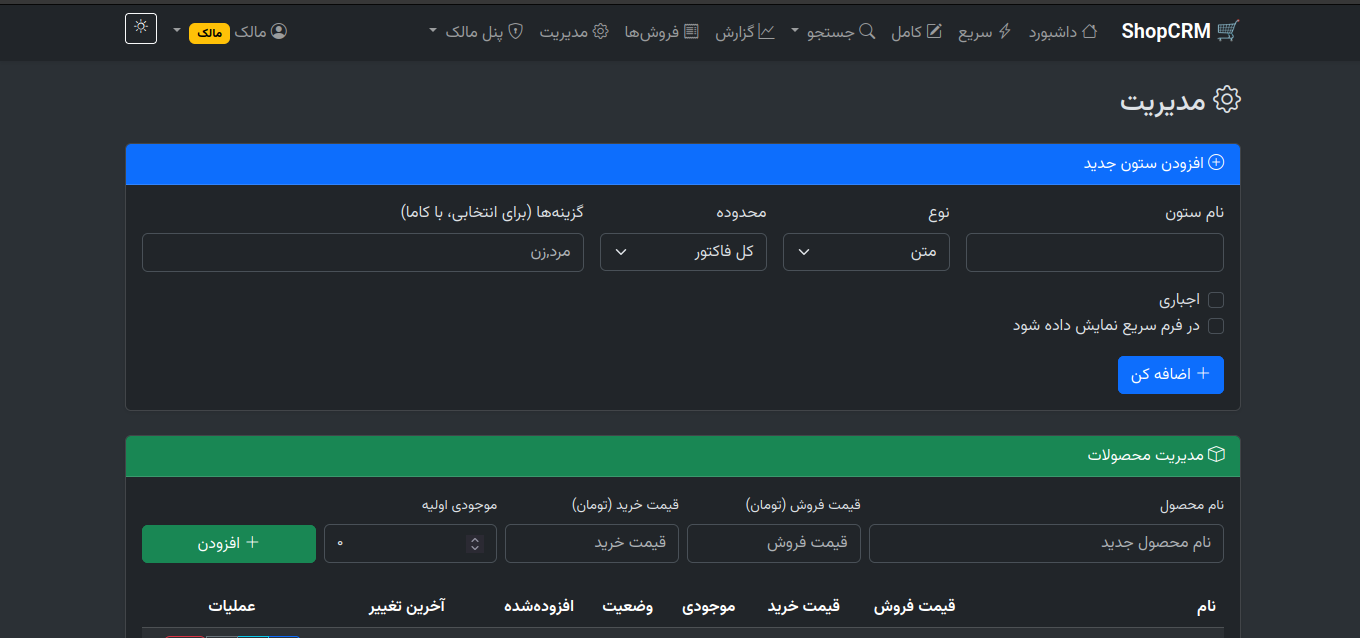 ShopCRM داشبورد سریع کامل جستجو گزارش فروش‌ها مدیریت پنل مالک مالک مالک
مدیریت
افزودن ستون جدید
نام ستون نوع محدوده گزینه‌ها (برای انتخابی، با کاما)
متن کل فاکتور مرد,زن
اجباری
در فرم سریع نمایش داده شود
اضافه کن
مدیریت محصولات
نام محصول قیمت فروش (تومان) قیمت خرید (تومان) موجودی اولیه
نام محصول جدید قیمت فروش قیمت خرید ۰ افزودن
نام قیمت فروش قیمت خرید موجودی وضعیت افزوده‌شده آخرین تغییر عملیات